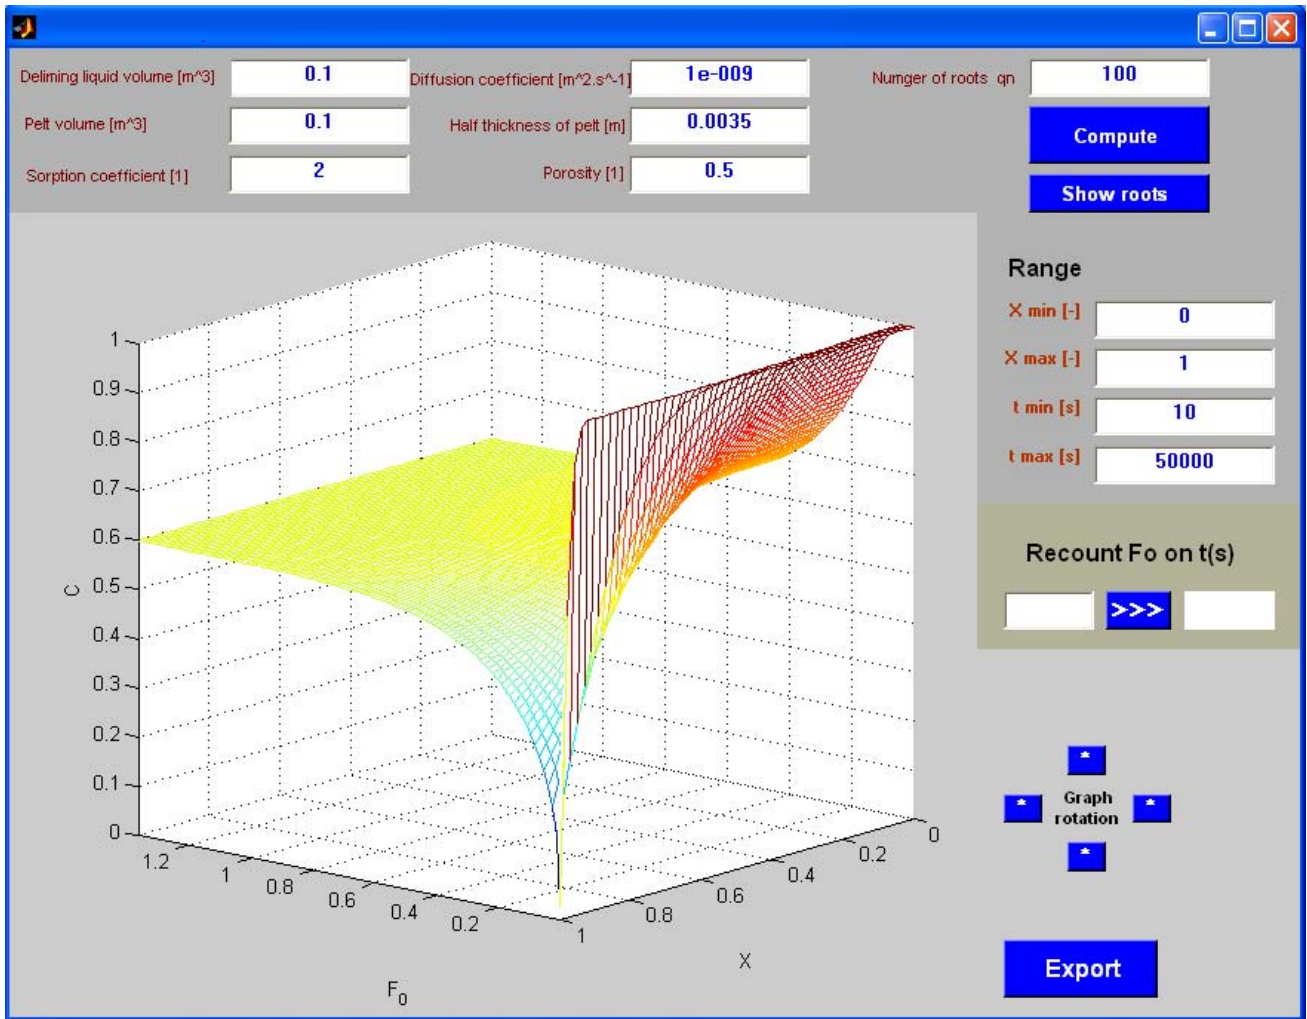 Deliming liquid volume [m^3] 0.1 Diffusion coefficient [m^2.s^-1] 1e-009 Numger of roots qn 100
Pelt volume [m^3] 0.1 Half thickness of pelt [m] 0.0035 Compute
Sorption coefficient [1] 2 Porosity [1] 0.5 Show roots
Range
X min [-] 0
X max [-] 1
t min [s] 10
t max [s] 50000
Recount Fo on t(s)
>>>
*
* Graph rotation *
*
Export
1
0.9
0.8
0.7
0.6
0.5
0.4
0.3
0.2
0.1
0
C
1.2 1 0.8 0.6 0.4 0.2
F0
1 0.8 0.6 0.4 0.2 0
X